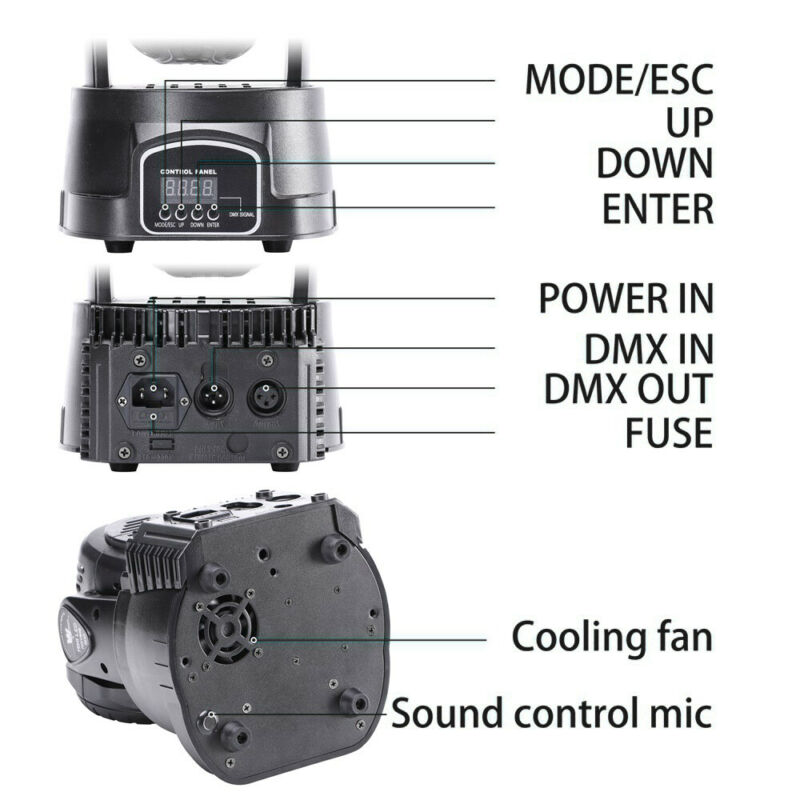 MODE/ESC
UP
DOWN
ENTER
CONTROL PANEL
DMX SIGNAL
MODE/ESC UP DOWN ENTER
POWER IN
DMX IN
DMX OUT
FUSE
Cooling fan
Sound control mic